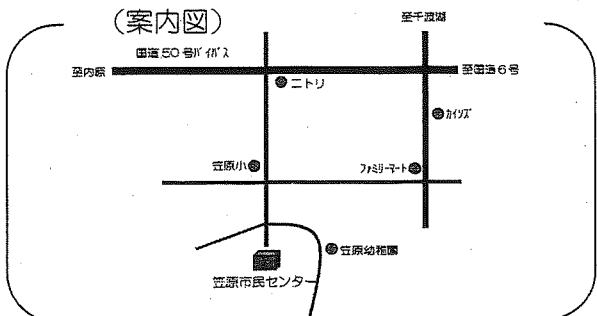 （案内図）
至千波湖
国道50号バイパス
至内原
至国道6号
ニトリ
カインズ
笠原小
ファミリーマート
笠原幼稚園
笠原市民センター